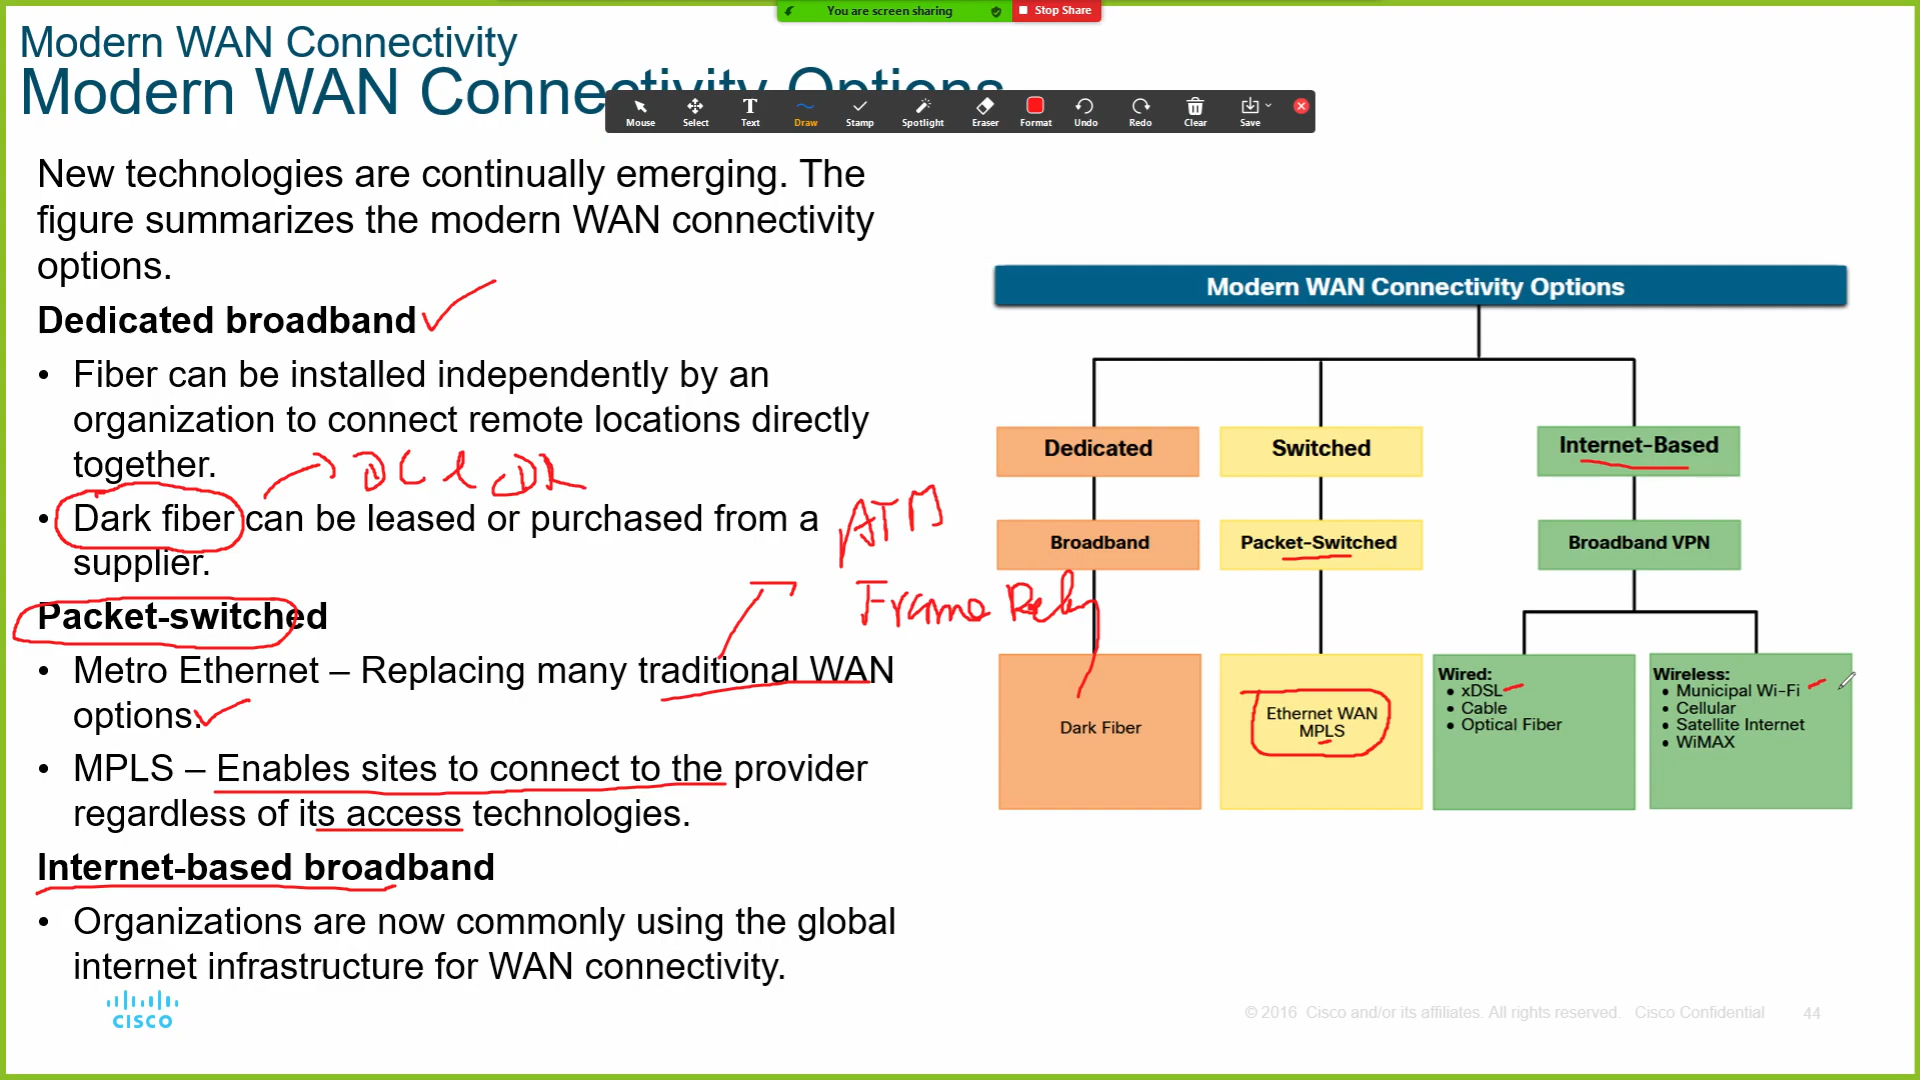 You are screen sharing
Stop Share
Modern WAN Connectivity
Modern WAN Connectivity Options
Mouse Select Text Draw Stamp Spotlight Eraser Format Undo Redo Clear Save
New technologies are continually emerging. The
figure summarizes the modern WAN connectivity
options.
Dedicated broadband
• Fiber can be installed independently by an
organization to connect remote locations directly
together.
• Dark fiber can be leased or purchased from a
supplier.
ATM
Frame Relay
Packet-switched
• Metro Ethernet – Replacing many traditional WAN
options.
• MPLS – Enables sites to connect to the provider
regardless of its access technologies.
Internet-based broadband
• Organizations are now commonly using the global
internet infrastructure for WAN connectivity.
Modern WAN Connectivity Options
Dedicated
Switched
Internet-Based
Broadband
Packet-Switched
Broadband VPN
Dark Fiber
Ethernet WAN
MPLS
Wired:
• xDSL
• Cable
• Optical Fiber
Wireless:
• Municipal Wi-Fi
• Cellular
• Satellite Internet
• WiMAX
CISCO
© 2016 Cisco and/or its affiliates. All rights reserved. Cisco Confidential 44